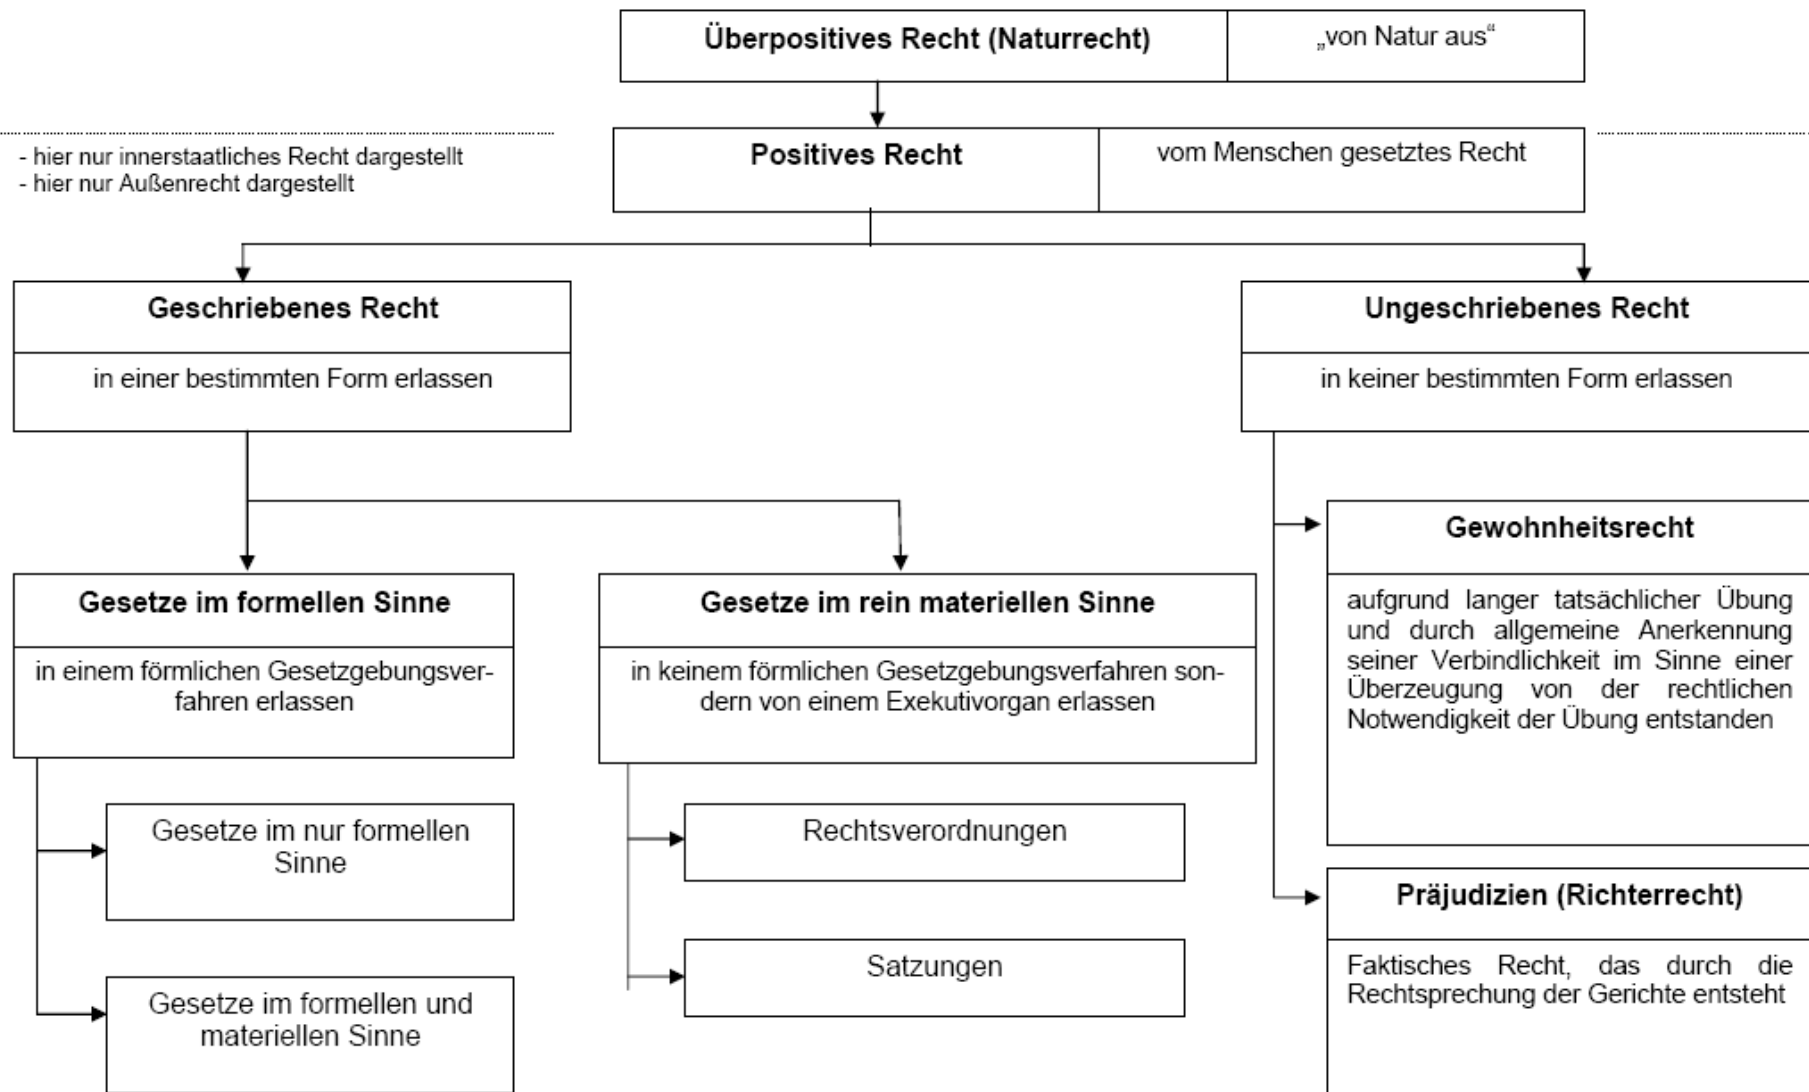 Überpositives Recht (Naturrecht)
„von Natur aus“
- hier nur innerstaatliches Recht dargestellt
- hier nur Außenrecht dargestellt
Positives Recht
vom Menschen gesetztes Recht
Geschriebenes Recht
in einer bestimmten Form erlassen
Ungeschriebenes Recht
in keiner bestimmten Form erlassen
Gesetze im formellen Sinne
in einem förmlichen Gesetzgebungsver-
fahren erlassen
Gesetze im nur formellen
Sinne
Gesetze im formellen und
materiellen Sinne
Gesetze im rein materiellen Sinne
in keinem förmlichen Gesetzgebungsverfahren son-
dern von einem Exekutivorgan erlassen
Rechtsverordnungen
Satzungen
Gewohnheitsrecht
aufgrund langer tatsächlicher Übung
und durch allgemeine Anerkennung
seiner Verbindlichkeit im Sinne einer
Überzeugung von der rechtlichen
Notwendigkeit der Übung entstanden
Präjudizien (Richterrecht)
Faktisches Recht, das durch die
Rechtsprechung der Gerichte entsteht